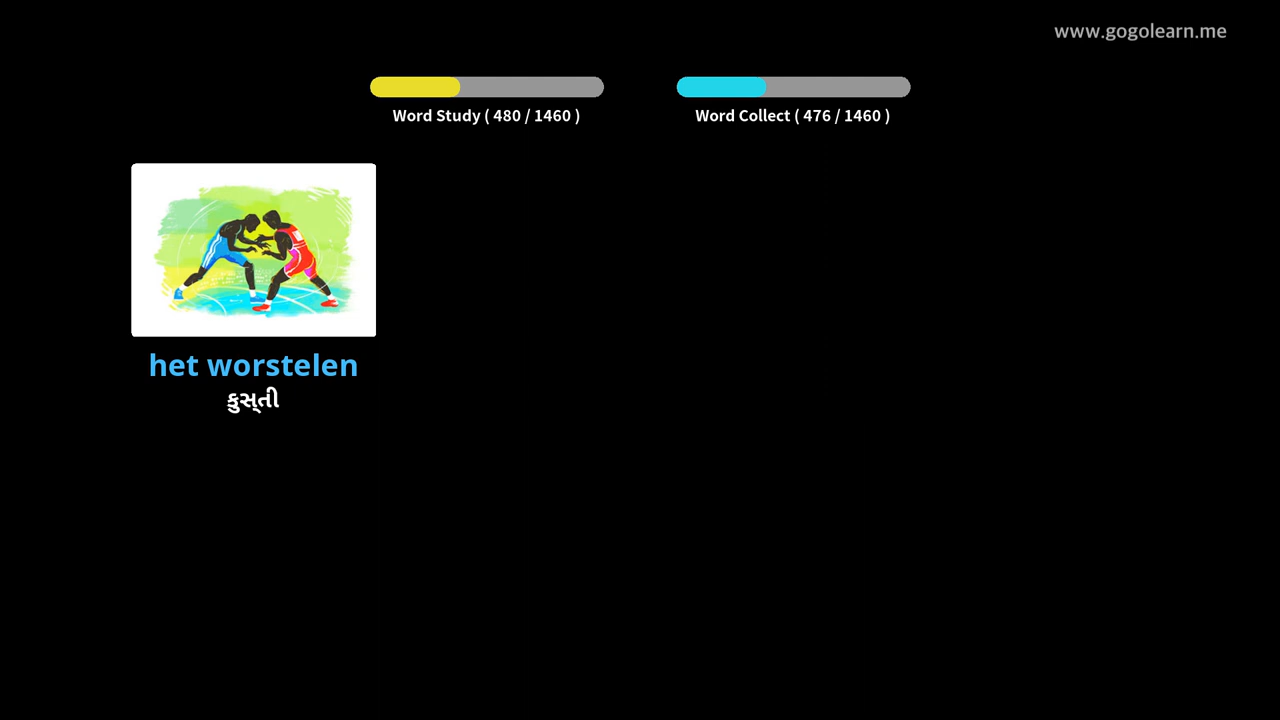 www.gogolearn.me
Word Study ( 480 / 1460 )
Word Collect ( 476 / 1460 )
het worstelen
કુસ્તી